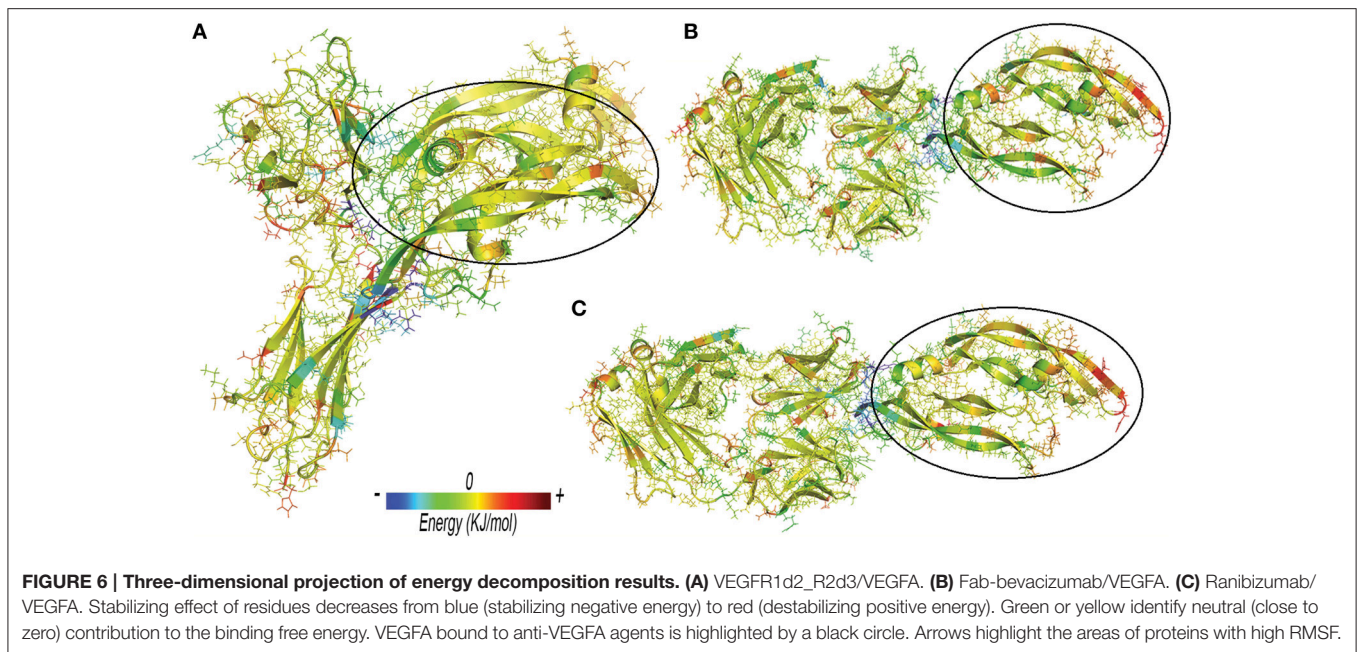 A
B
C
- 0 +
Energy (KJ/mol)
FIGURE 6 | Three-dimensional projection of energy decomposition results. (A) VEGFR1d2_R2d3/VEGFA. (B) Fab-bevacizumab/VEGFA. (C) Ranibizumab/
VEGFA. Stabilizing effect of residues decreases from blue (stabilizing negative energy) to red (destabilizing positive energy). Green or yellow identify neutral (close to
zero) contribution to the binding free energy. VEGFA bound to anti-VEGFA agents is highlighted by a black circle. Arrows highlight the areas of proteins with high RMSF.